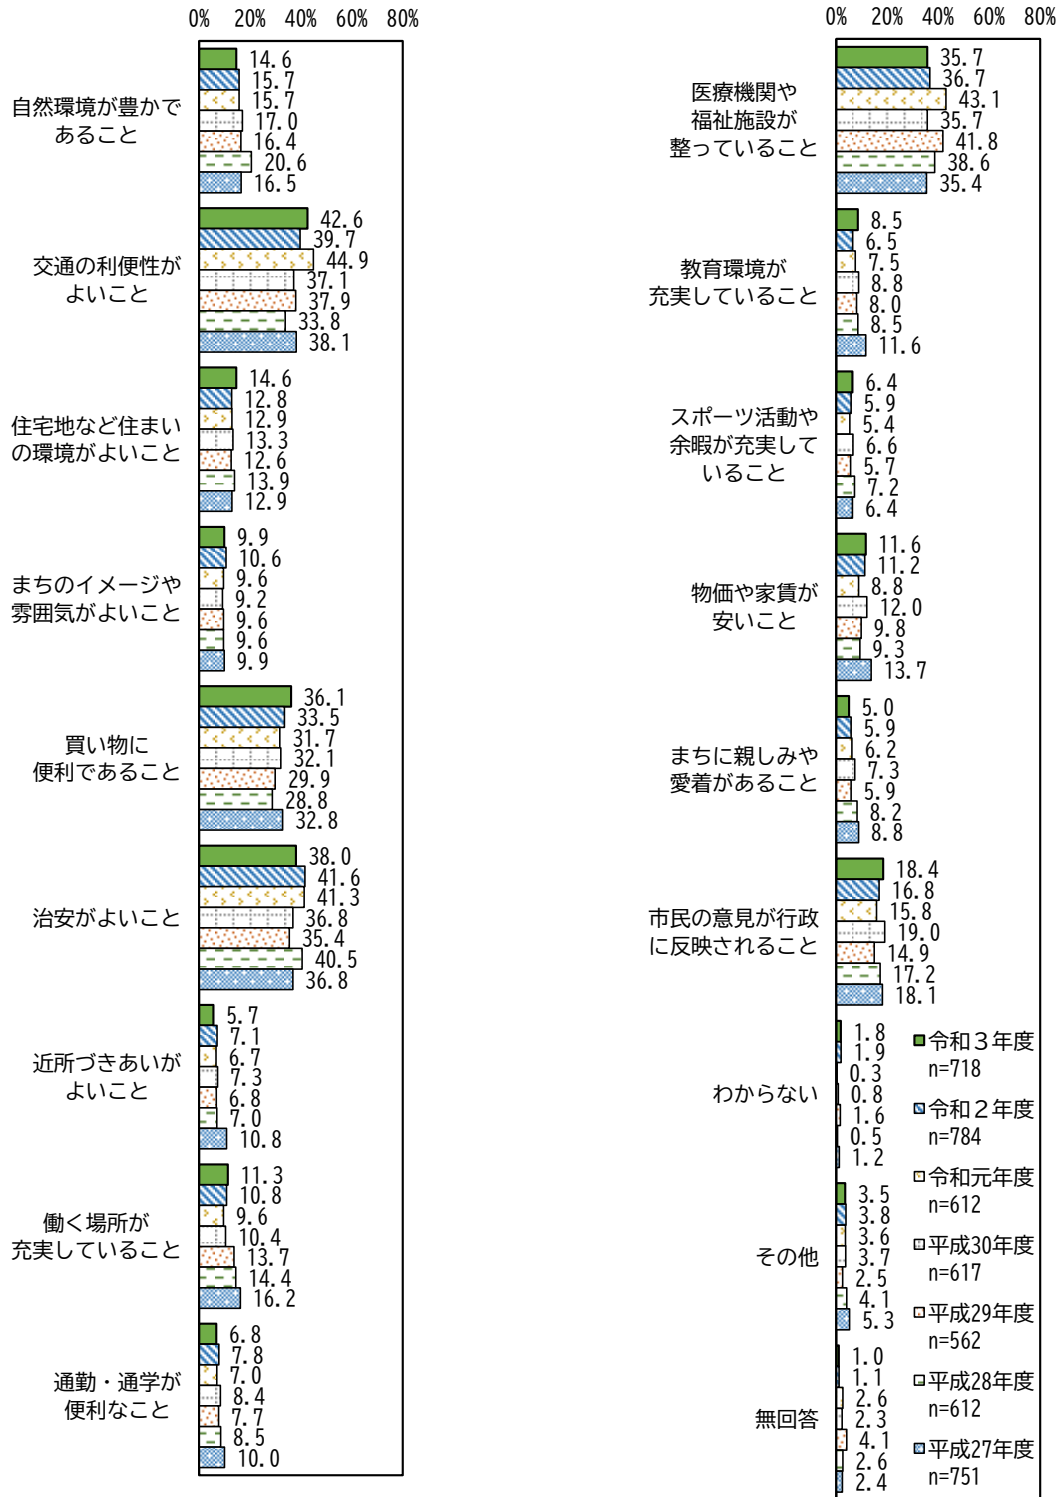 0% 20% 40% 60% 80%
自然環境が豊かで
あること
14.6
15.7
15.7
17.0
16.4
20.6
16.5
交通の利便性が
よいこと
42.6
39.7
44.9
37.1
37.9
33.8
38.1
住宅地など住まい
の環境がよいこと
14.6
12.8
12.9
13.3
12.6
13.9
12.9
まちのイメージや
雰囲気がよいこと
9.9
10.6
9.6
9.2
9.6
9.6
9.9
買い物に
便利であること
36.1
33.5
31.7
32.1
29.9
28.8
32.8
治安がよいこと
38.0
41.6
41.3
36.8
35.4
40.5
36.8
近所づきあいが
よいこと
5.7
7.1
6.7
7.3
6.8
7.0
10.8
働く場所が
充実していること
11.3
10.8
9.6
10.4
13.7
14.4
16.2
通勤・通学が
便利なこと
6.8
7.8
7.0
8.4
7.7
8.5
10.0
0% 20% 40% 60% 80%
医療機関や
福祉施設が
整っていること
35.7
36.7
43.1
35.7
41.8
38.6
35.4
教育環境が
充実していること
8.5
6.5
7.5
8.8
8.0
8.5
11.6
スポーツ活動や
余暇が充実して
いること
6.4
5.9
5.4
6.6
5.7
7.2
6.4
物価や家賃が
安いこと
11.6
11.2
8.8
12.0
9.8
9.3
13.7
まちに親しみや
愛着があること
5.0
5.9
6.2
7.3
5.9
8.2
8.8
市民の意見が行政
に反映されること
18.4
16.8
15.8
19.0
14.9
17.2
18.1
わからない
1.8
1.9
0.3
0.8
1.6
0.5
1.2
その他
3.5
3.8
3.6
3.7
2.5
4.1
5.3
無回答
1.0
1.1
2.6
2.3
4.1
2.6
2.4
令和３年度
n=718
令和２年度
n=784
令和元年度
n=612
平成30年度
n=617
平成29年度
n=562
平成28年度
n=612
平成27年度
n=751